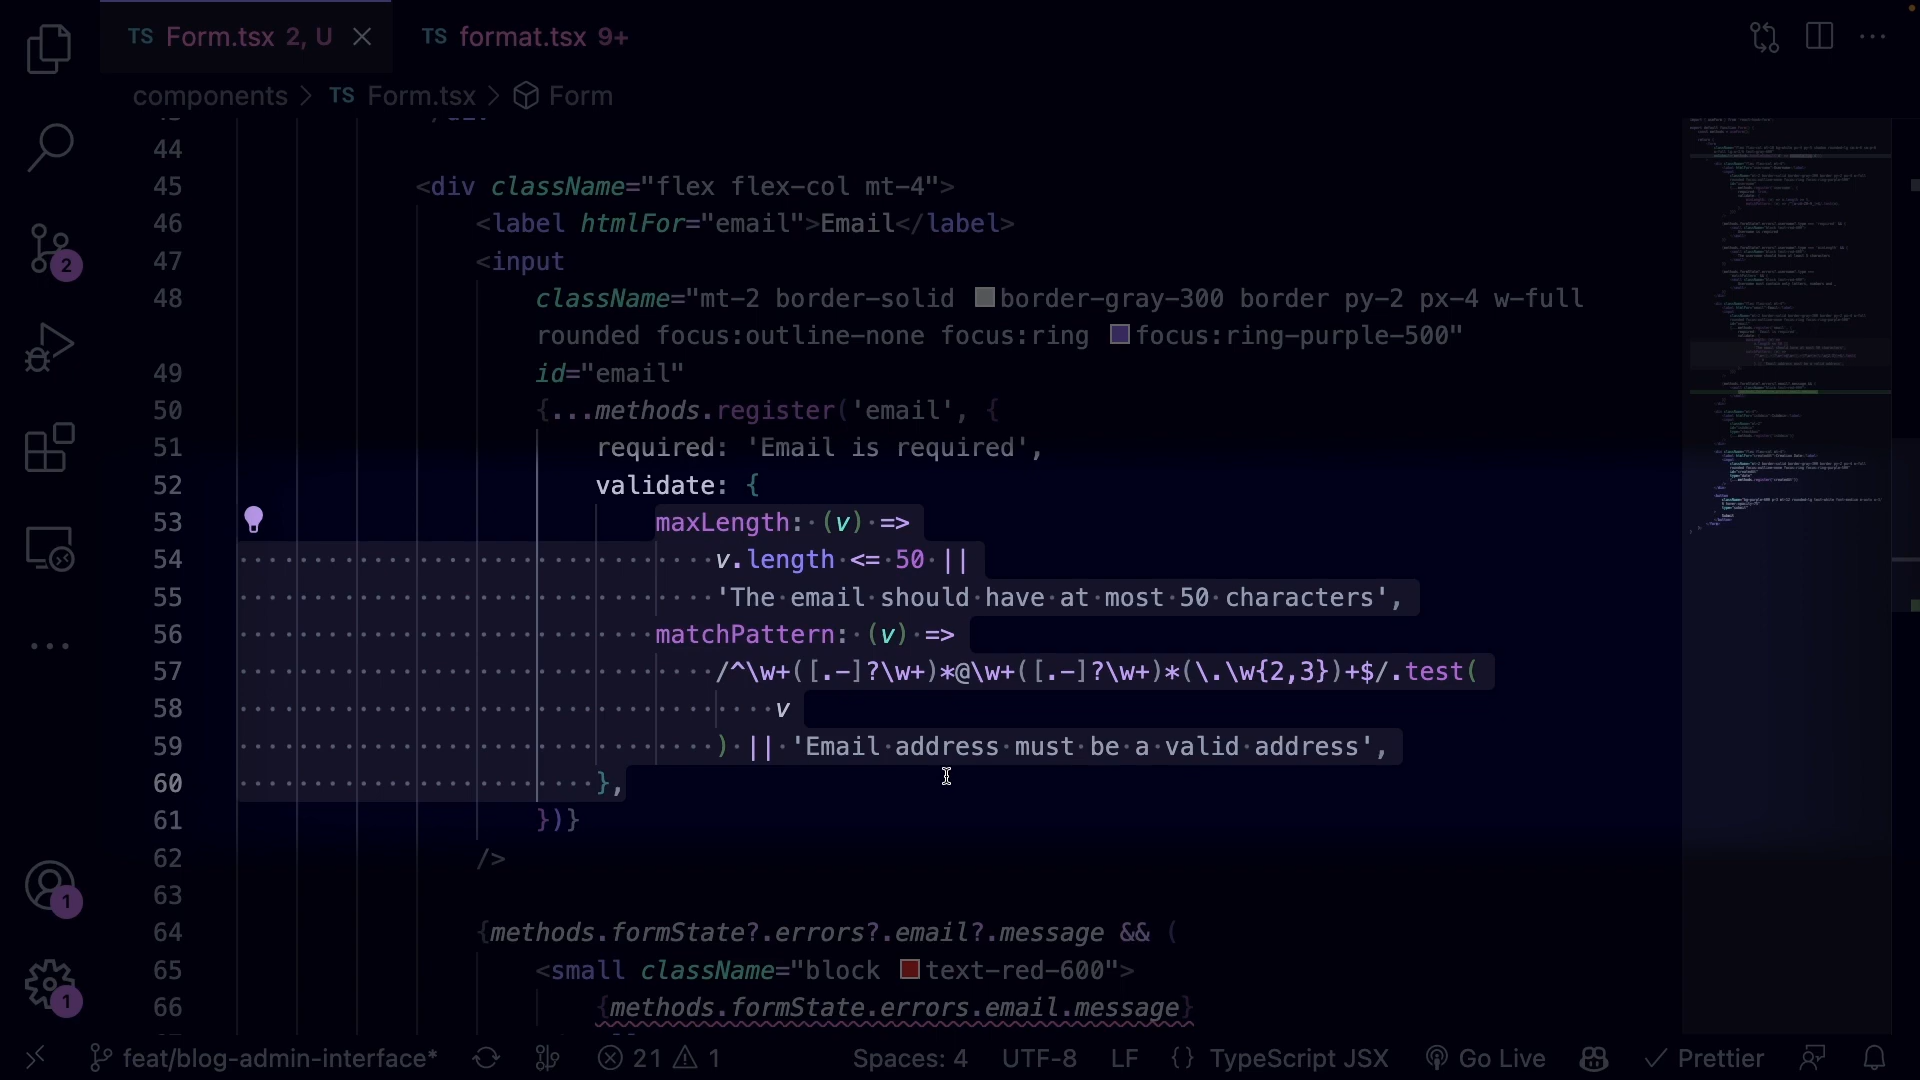 TS Form.tsx 2, U
TS format.tsx 9+
components > TS Form.tsx > Form
44
45 <div className="flex flex-col mt-4">
46 <label htmlFor="email">Email</label>
47 <input
48 className="mt-2 border-solid border-gray-300 border py-2 px-4 w-full
rounded focus:outline-none focus:ring focus:ring-purple-500"
49 id="email"
50 {...methods.register('email', {
51 required: 'Email is required',
52 validate: {
53 maxLength: (v) =>
54 v.length <= 50 ||
55 'The email should have at most 50 characters',
56 matchPattern: (v) =>
57 /^\w+([.-]?\w+)*@\w+([.-]?\w+)*(\.\w{2,3})+$/.test(
58 v
59 ) || 'Email address must be a valid address',
60 },
61 })}
62 />
63
64 {methods.formState?.errors?.email?.message && (
65 <small className="block text-red-600">
66 {methods.formState.errors.email.message}
2
1
1
feat/blog-admin-interface* 21 1 Spaces: 4 UTF-8 LF {} TypeScript JSX Go Live Prettier